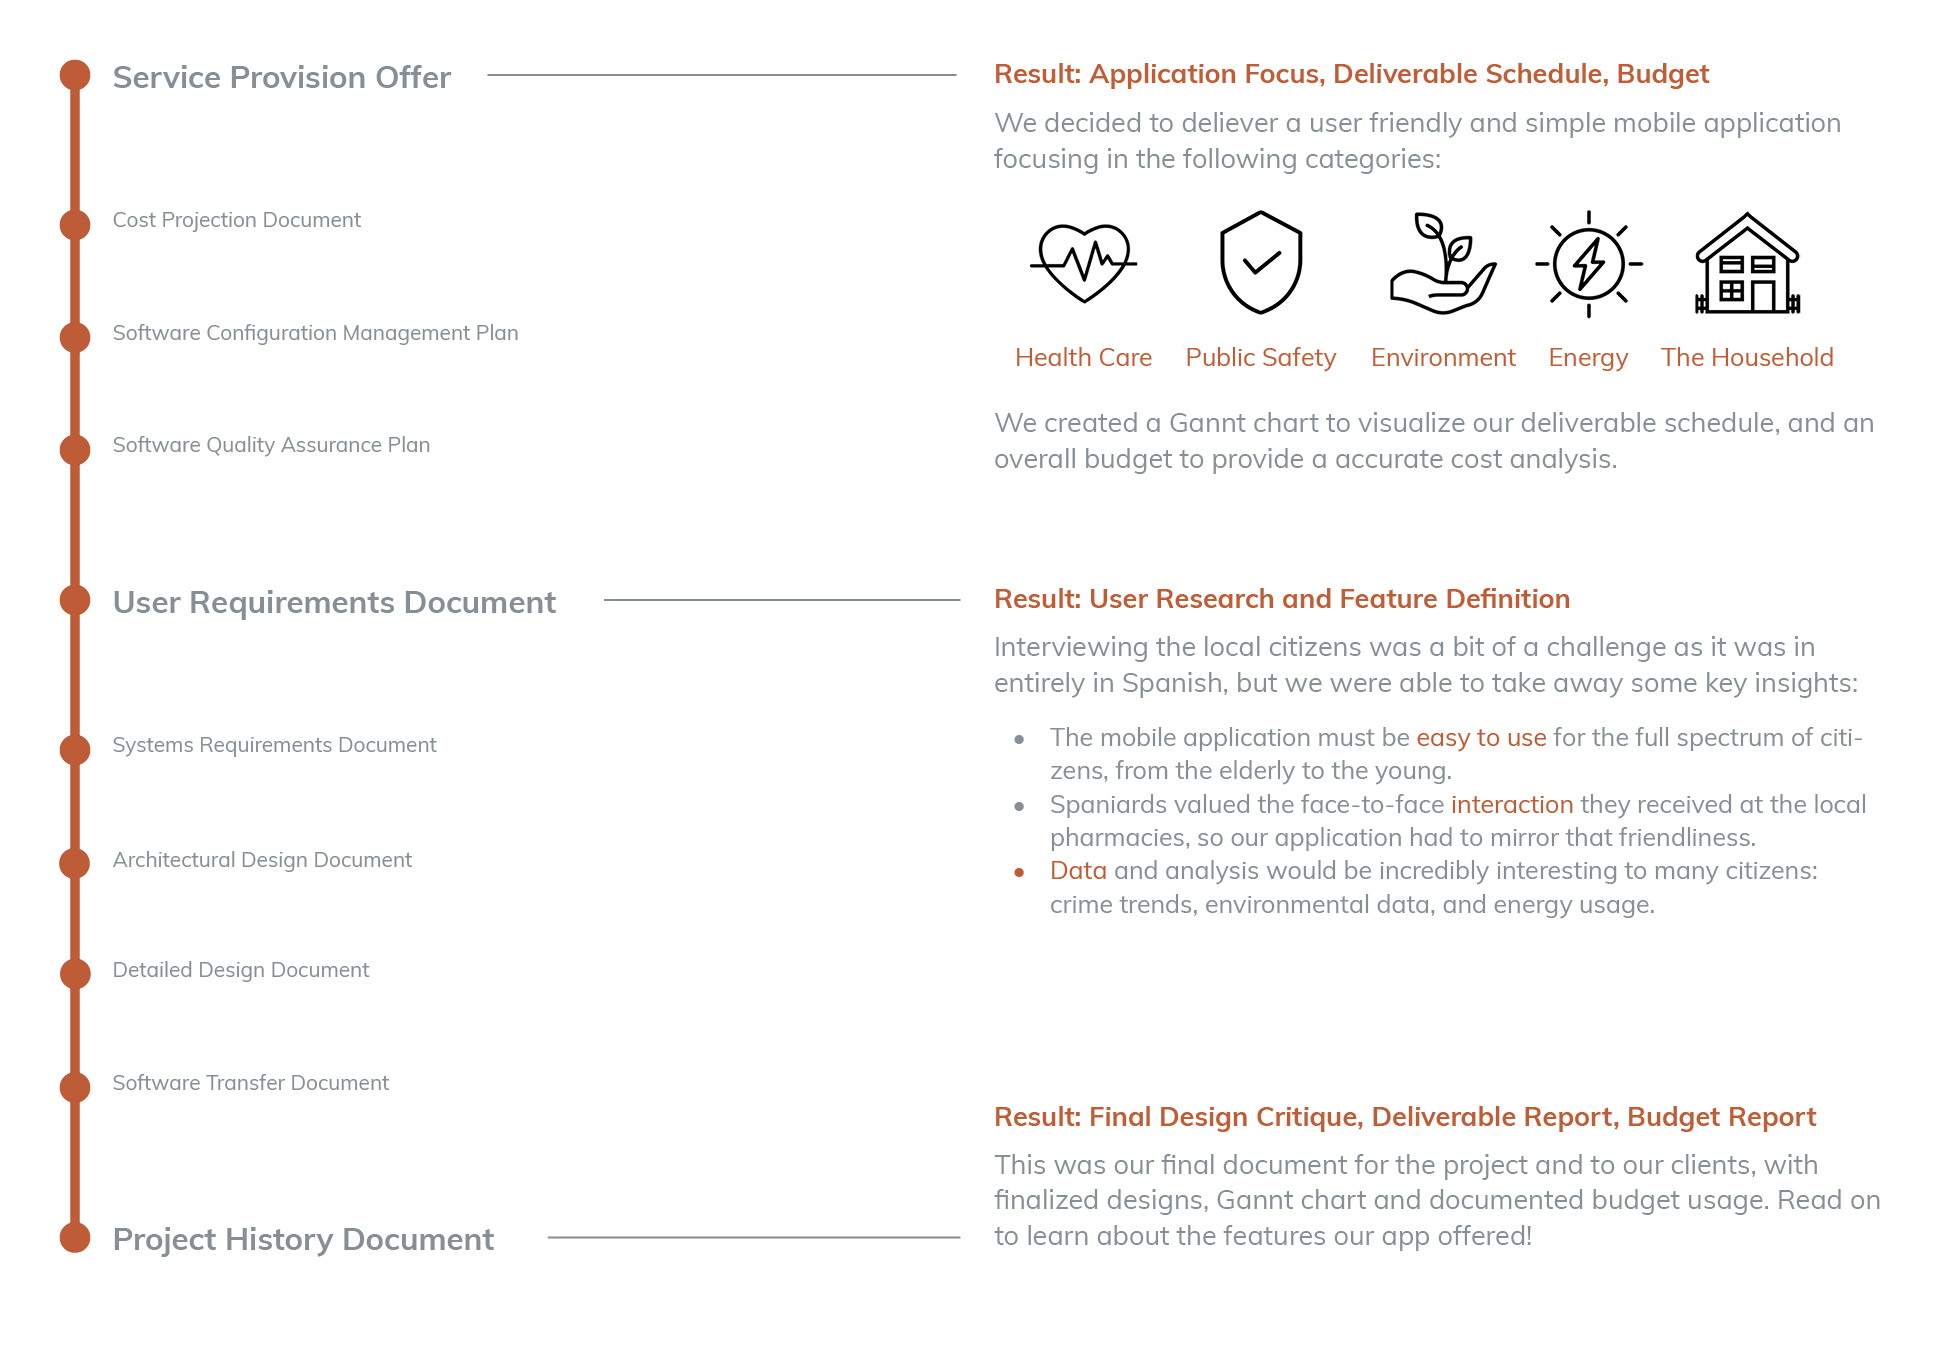 Service Provision Offer
Result: Application Focus, Deliverable Schedule, Budget
We decided to deliever a user friendly and simple mobile application
focusing in the following categories:
Cost Projection Document
Software Configuration Management Plan
Health Care Public Safety Environment Energy The Household
We created a Gannt chart to visualize our deliverable schedule, and an
overall budget to provide a accurate cost analysis.
Software Quality Assurance Plan
User Requirements Document
Result: User Research and Feature Definition
Interviewing the local citizens was a bit of a challenge as it was in
entirely in Spanish, but we were able to take away some key insights:
• The mobile application must be easy to use for the full spectrum of citi-
zens, from the elderly to the young.
• Spaniards valued the face-to-face interaction they received at the local
pharmacies, so our application had to mirror that friendliness.
• Data and analysis would be incredibly interesting to many citizens:
crime trends, environmental data, and energy usage.
Systems Requirements Document
Architectural Design Document
Detailed Design Document
Software Transfer Document
Project History Document
Result: Final Design Critique, Deliverable Report, Budget Report
This was our final document for the project and to our clients, with
finalized designs, Gannt chart and documented budget usage. Read on
to learn about the features our app offered!